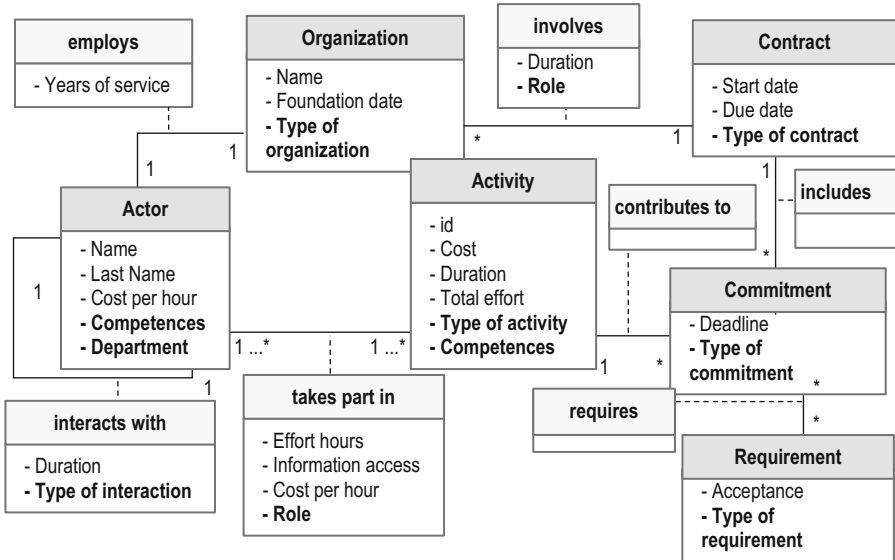 employs
- Years of service
Organization
- Name
- Foundation date
- Type of
organization
involves
- Duration
- Role
Contract
- Start date
- Due date
- Type of contract
1
1
*
1
1
Actor
- Name
- Last Name
- Cost per hour
- Competences
- Department
1
1
Activity
- id
- Cost
- Duration
- Total effort
- Type of activity
- Competences
contributes to
includes
*
Commitment
- Deadline
- Type of
commitment
*
1 ...*
1 ...*
1
*
interacts with
- Duration
- Type of interaction
takes part in
- Effort hours
- Information access
- Cost per hour
- Role
requires
*
Requirement
- Acceptance
- Type of
requirement